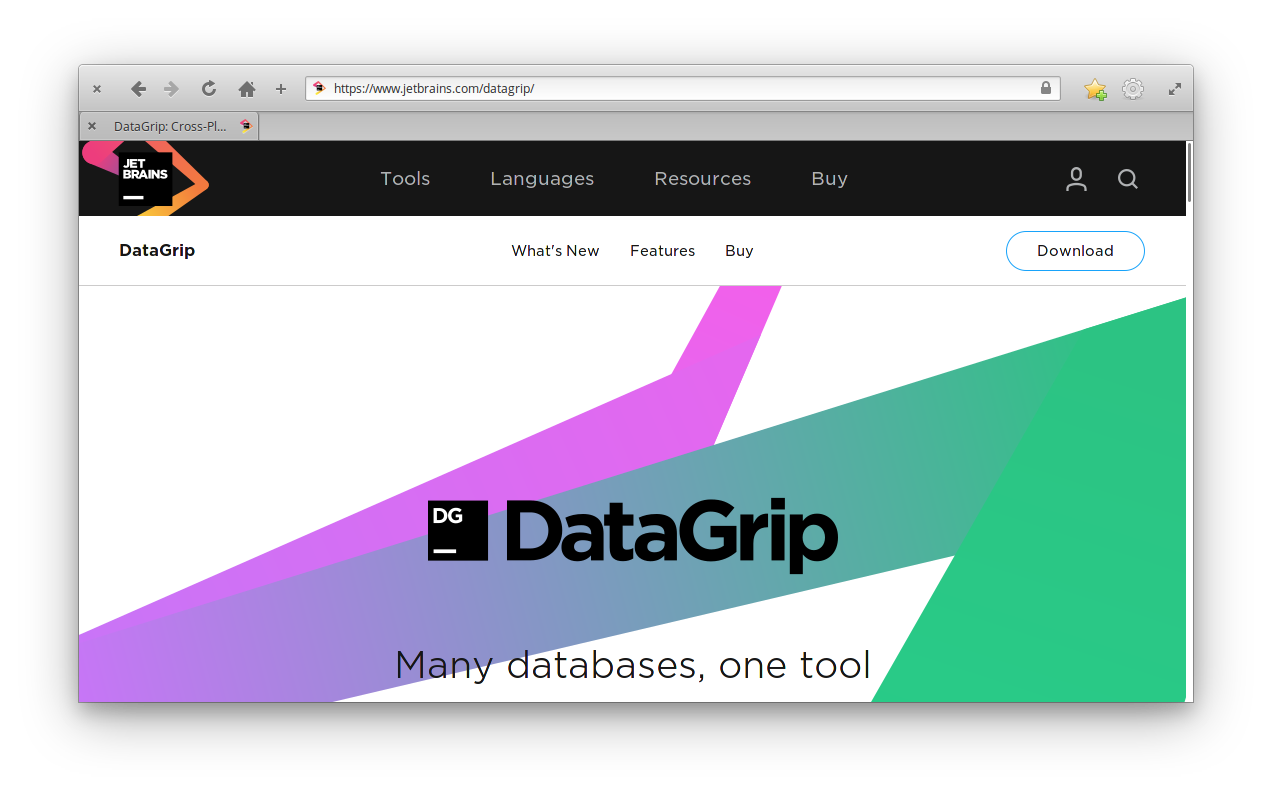 https://www.jetbrains.com/datagrip/
DataGrip: Cross-Pl...
JET
BRAINS
Tools Languages Resources Buy
DataGrip What's New Features Buy Download
DG
DataGrip
Many databases, one tool